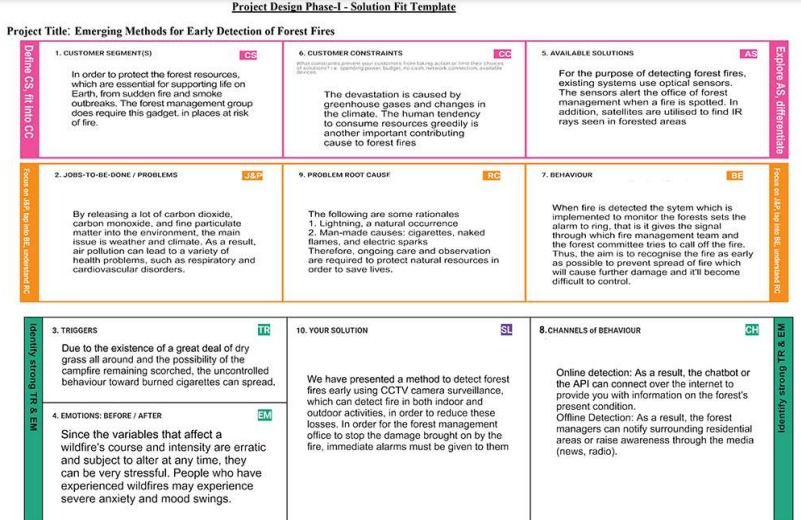 Project Design Phase-I - Solution Fit Template
Project Title: Emerging Methods for Early Detection of Forest Fires
Define CS, fit into CC
1. CUSTOMER SEGMENT(S)
CS
In order to protect the forest resources,
which are essential for supporting life on
Earth, from sudden fire and smoke
outbreaks. The forest management group
does require this gadget. in places at risk
of fire.
6. CUSTOMER CONSTRAINTS
CC
What constraints prevent your customers from taking action or limit their choices
of solutions? i.e. spending power, budget, no cash, network connection, available
devices.
The devastation is caused by
greenhouse gases and changes in
the climate. The human tendency
to consume resources greedily is
another important contributing
cause to forest fires
5. AVAILABLE SOLUTIONS
AS
For the purpose of detecting forest fires,
existing systems use optical sensors.
The sensors alert the office of forest
management when a fire is spotted. In
addition, satellites are utilised to find IR
rays seen in forested areas
Explore AS, differentiate
Focus on J&P, tap into BE, understand RC
2. JOBS-TO-BE-DONE / PROBLEMS
J&P
By releasing a lot of carbon dioxide,
carbon monoxide, and fine particulate
matter into the environment, the main
issue is weather and climate. As a result,
air pollution can lead to a variety of
health problems, such as respiratory and
cardiovascular disorders.
9. PROBLEM ROOT CAUSE
RC
The following are some rationates
1. Lightning, a natural occurrence
2. Man-made causes: cigarettes, naked
flames, and electric sparks
Therefore, ongoing care and observation
are required to protect natural resources in
order to save lives.
7. BEHAVIOUR
BE
When fire is detected the sytem which is
implemented to monitor the forests sets the
alarm to ring, that is it gives the signal
through which fire management team and
the forest committee tries to call off the fire.
Thus, the aim is to recognise the fire as early
as possible to prevent spread of fire which
will cause further damage and it'll become
difficult to control.
Focus on J&P, tap into BE, understand RC
Identify strong TR & EM
3. TRIGGERS
TR
Due to the existence of a great deal of dry
grass all around and the possibility of the
campfire remaining scorched, the uncontrolled
behaviour toward burned cigarettes can spread.
4. EMOTIONS: BEFORE / AFTER
EM
Since the variables that affect a
wildfire's course and intensity are erratic
and subject to alter at any time, they
can be very stressful. People who have
experienced wildfires may experience
severe anxiety and mood swings.
10. YOUR SOLUTION
SL
We have presented a method to detect forest
fires early using CCTV camera surveillance,
which can detect fire in both indoor and
outdoor activities, in order to reduce these
losses. In order for the forest management
office to stop the damage brought on by the
fire, immediate alarms must be given to them
8.CHANNELS of BEHAVIOUR
CH
Online detection: As a result, the chatbot or
the API can connect over the internet to
provide you with information on the forest's
present condition.
Offline Detection: As a result, the forest
managers can notify surrounding residential
areas or raise awareness through the media
(news, radio).
Identify strong TR & EM